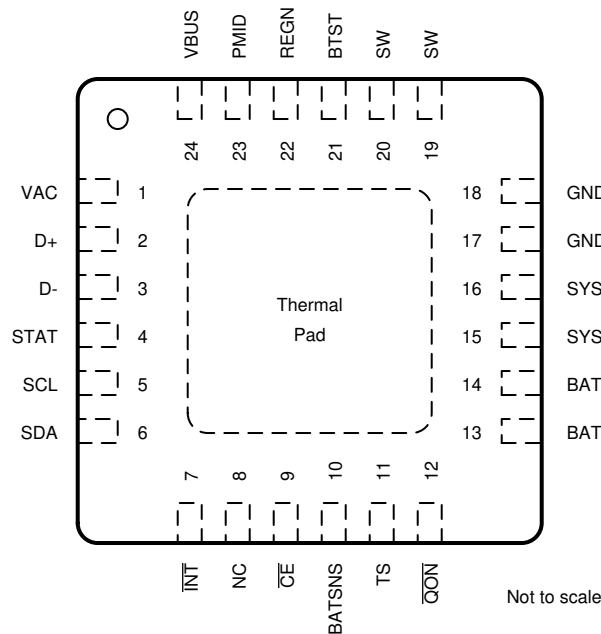 VBUS
PMID
REGN
BTST
SW
SW
24
23
22
21
20
19
VAC 1
D+ 2
D- 3
STAT 4
SCL 5
SDA 6
18 GND
17 GND
16 SYS
15 SYS
14 BAT
13 BAT
Thermal
Pad
7
8
9
10
11
12
INT
NC
CE
BATSNS
TS
QON
Not to scale